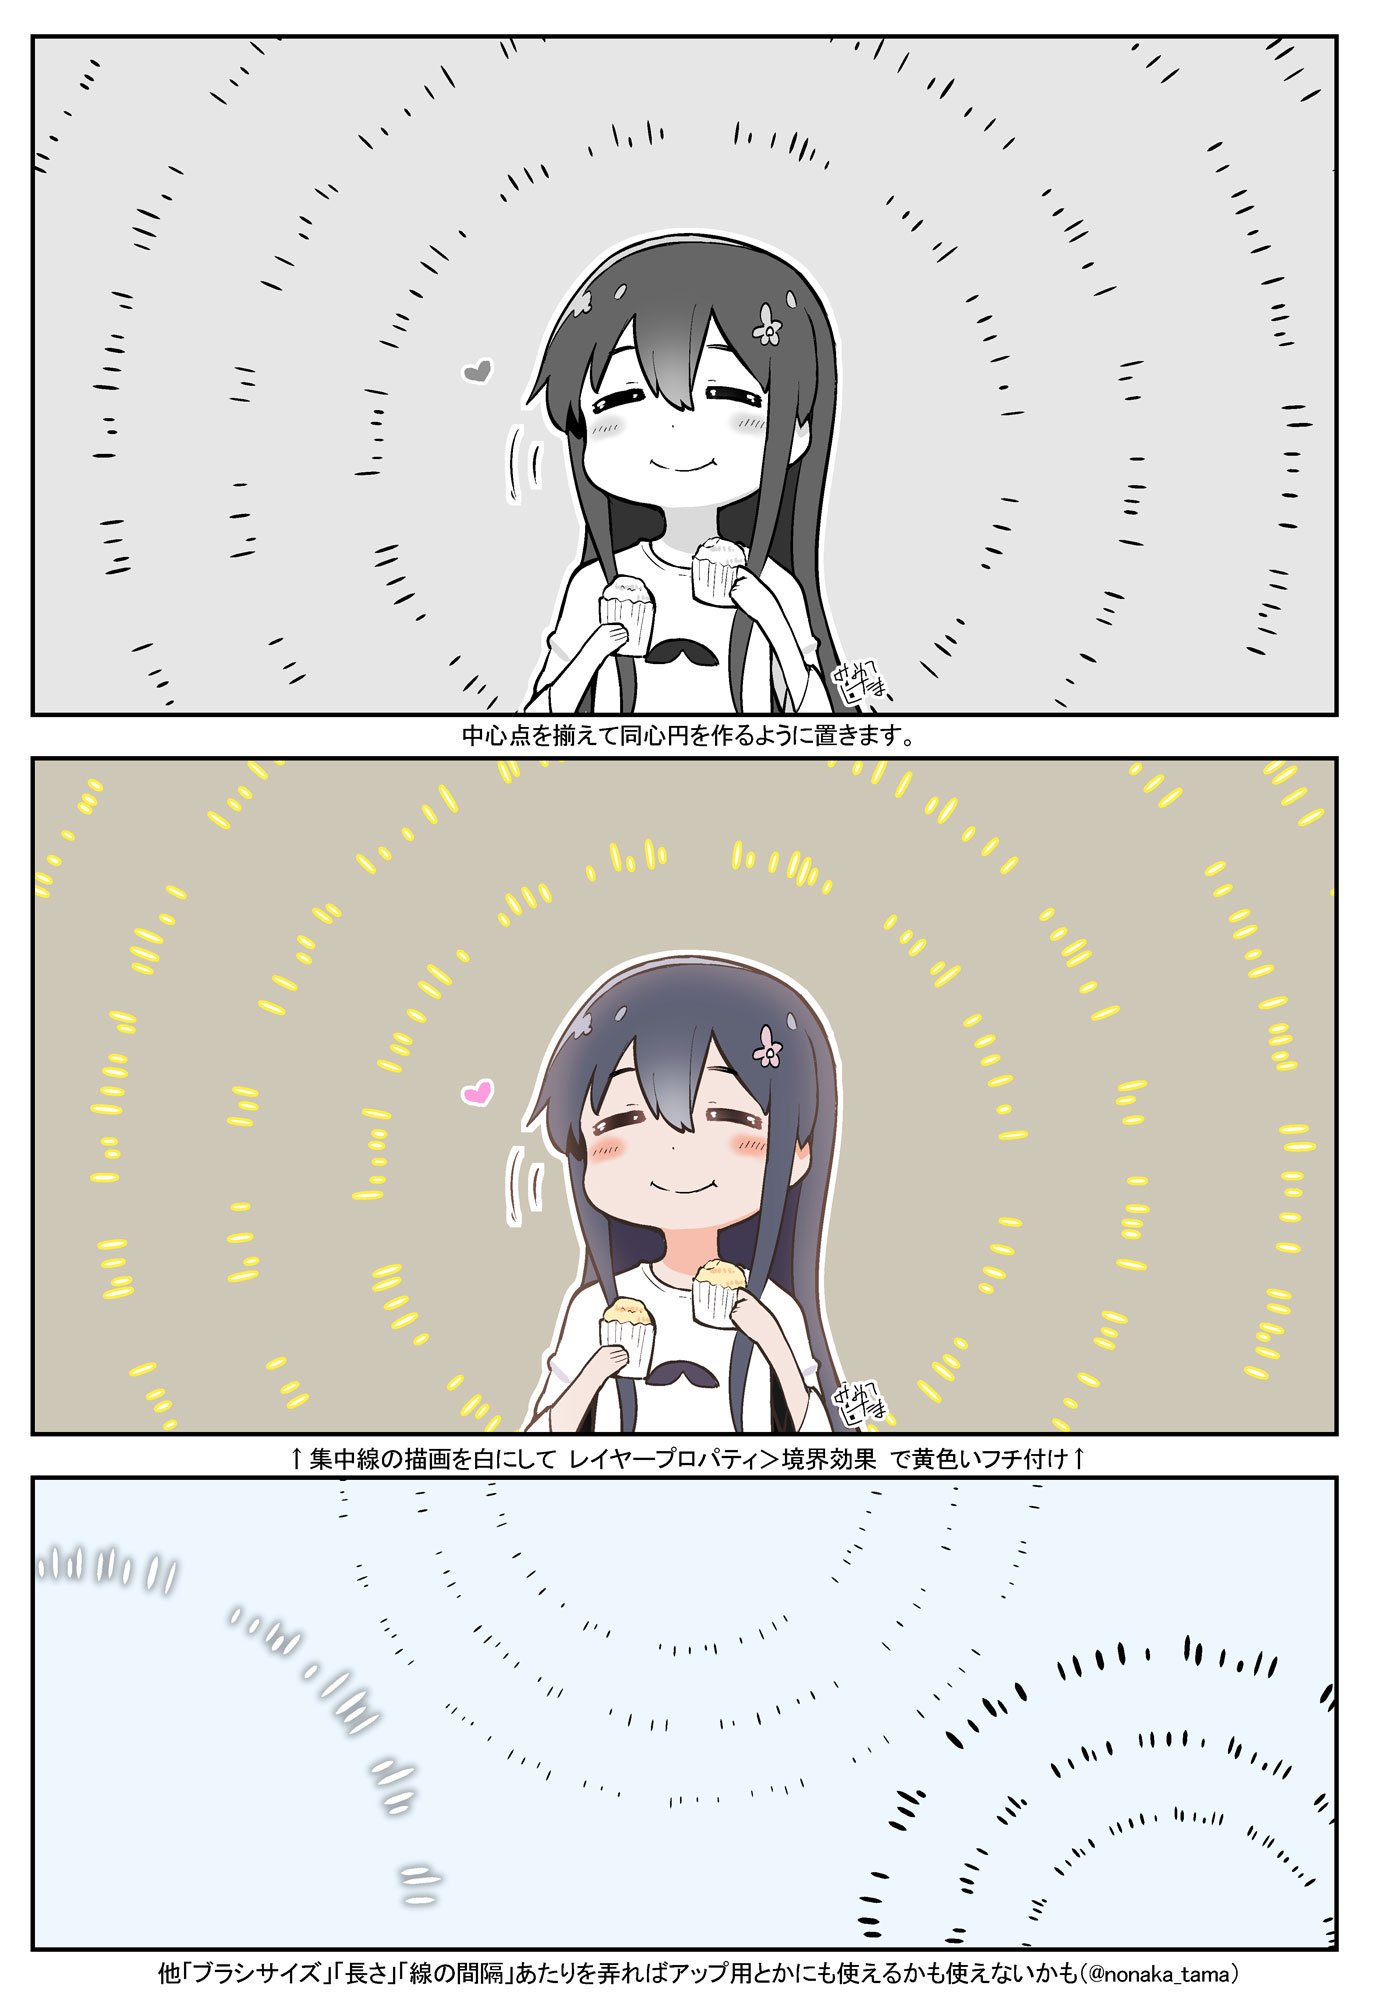 中心点を揃えて同心円を作るように置きます。
↑集中線の描画を白にして レイヤープロパティ＞境界効果 で黄色いフチ付け↑
他｢ブラシサイズ｣｢長さ｣｢線の間隔｣あたりを弄ればアップ用とかにも使えるかも使えないかも(@nonaka_tama)